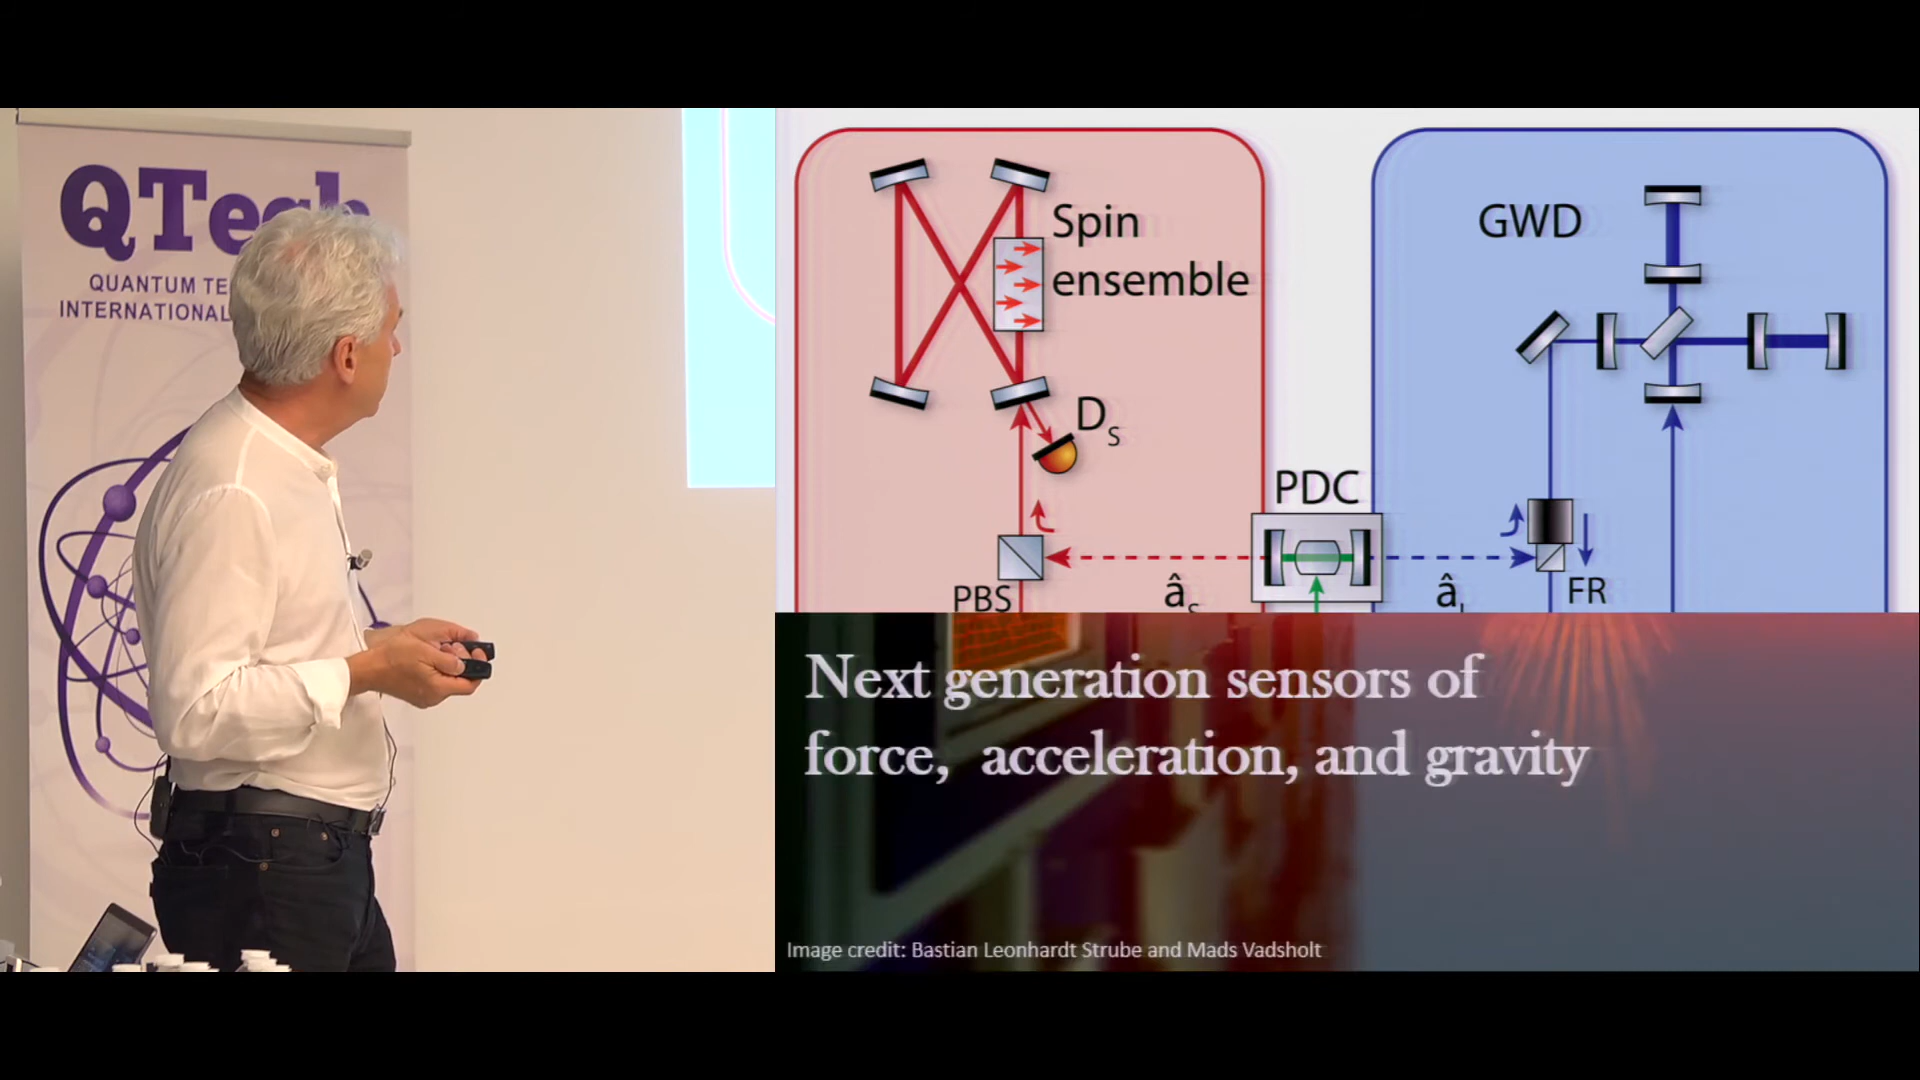 QTech
QUANTUM TE
INTERNATIONAL
Spin
ensemble
D
S
GWD
PDC
PBS
â
â
FR
Next generation sensors of
force, acceleration, and gravity
Image credit: Bastian Leonhardt Strube and Mads Vadsholt